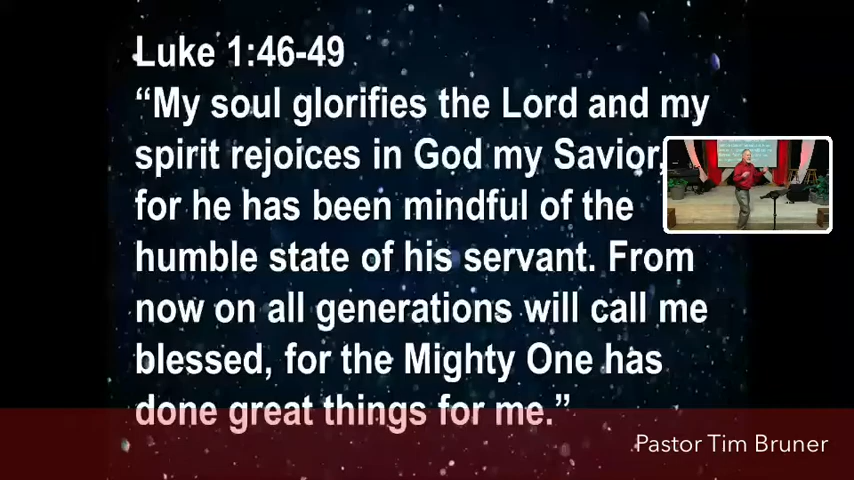 Luke 1:46-49
“My soul glorifies the Lord and my
spirit rejoices in God my Savior,
for he has been mindful of the
humble state of his servant. From
now on all generations will call me
blessed, for the Mighty One has
done great things for me.”
Pastor Tim Bruner